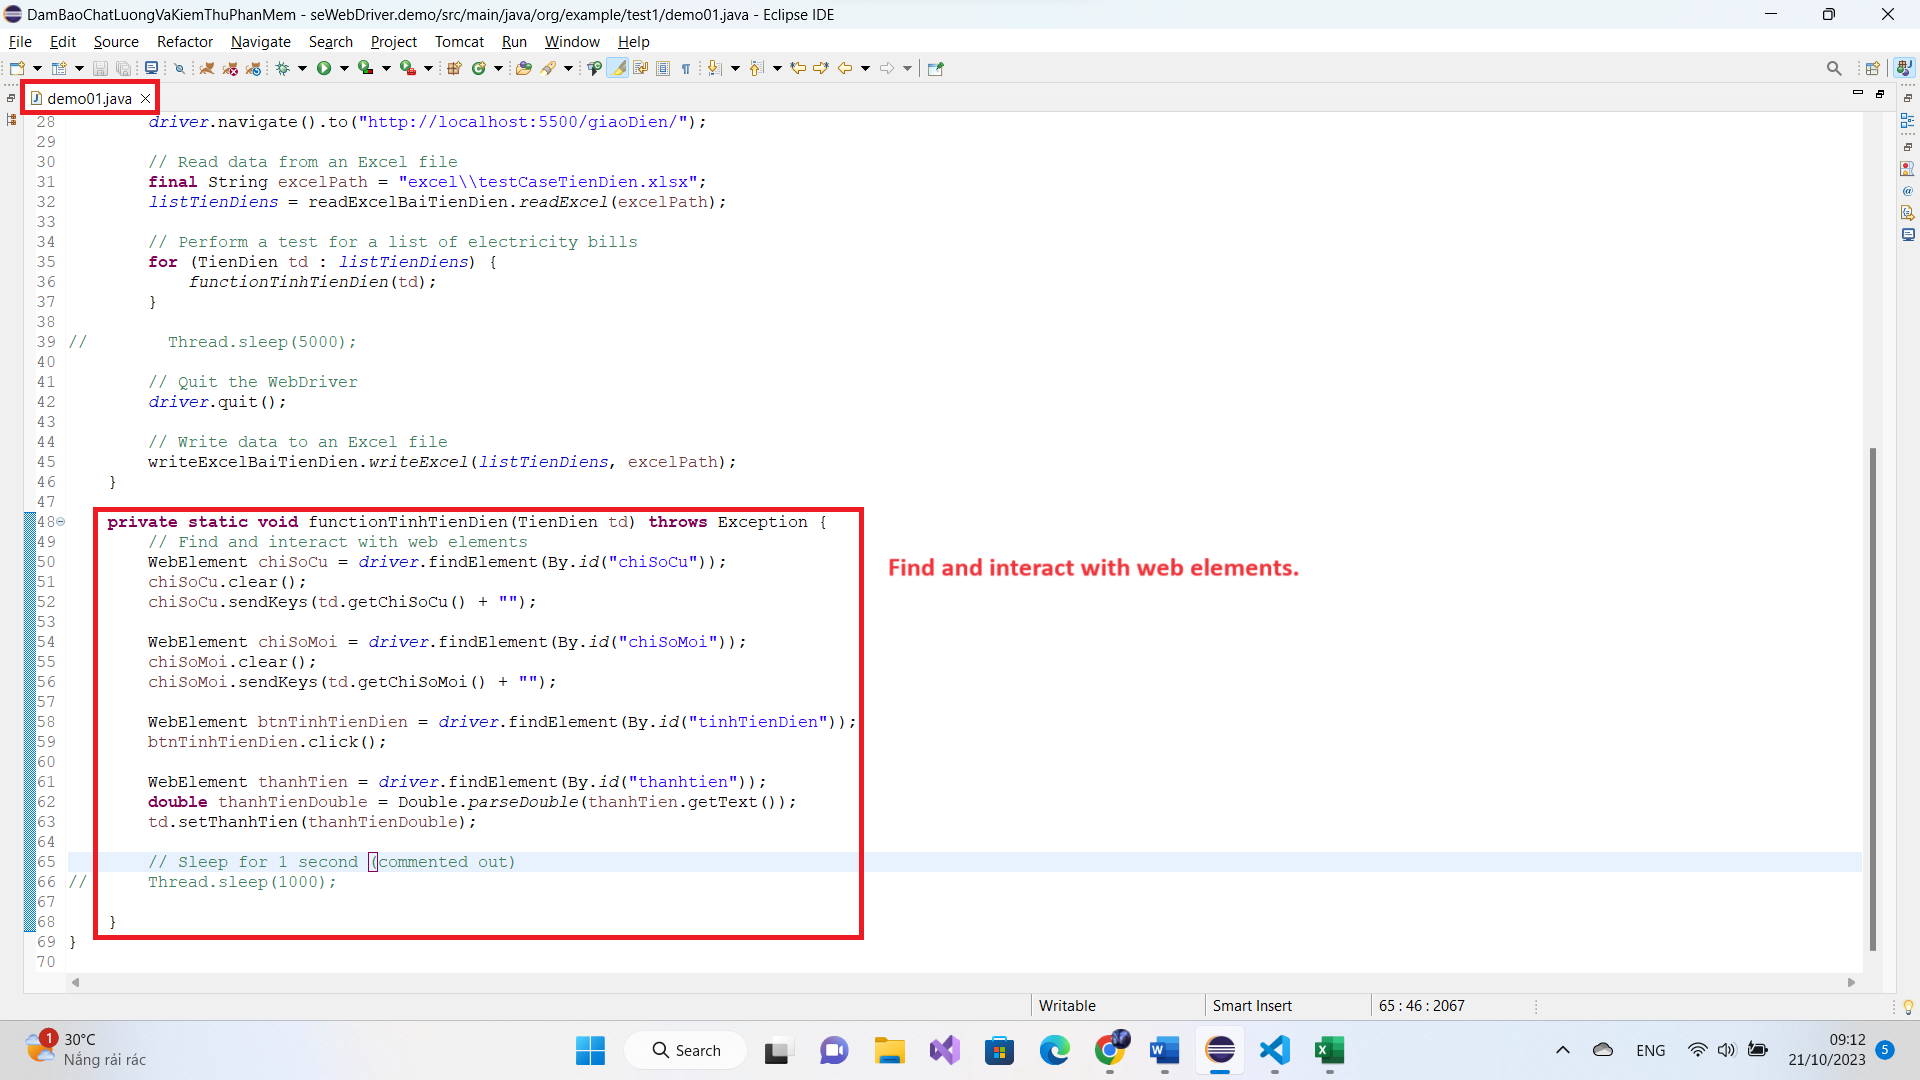 DamBaoChatLuongVaKiemThuPhanMem - seWebDriver.demo/src/main/java/org/example/test1/demo01.java - Eclipse IDE
File Edit Source Refactor Navigate Search Project Tomcat Run Window Help
demo01.java
28 driver.navigate().to("http://localhost:5500/giaoDien/");
29
30 // Read data from an Excel file
31 final String excelPath = "excel\\testCaseTienDien.xlsx";
32 listTienDiens = readExcelBaiTienDien.readExcel(excelPath);
33
34 // Perform a test for a list of electricity bills
35 for (TienDien td : listTienDiens) {
36 functionTinhTienDien(td);
37 }
38
39 // Thread.sleep(5000);
40
41 // Quit the WebDriver
42 driver.quit();
43
44 // Write data to an Excel file
45 writeExcelBaiTienDien.writeExcel(listTienDiens, excelPath);
46 }
47
48 private static void functionTinhTienDien(TienDien td) throws Exception {
49 // Find and interact with web elements
50 WebElement chiSoCu = driver.findElement(By.id("chiSoCu"));
51 chiSoCu.clear();
52 chiSoCu.sendKeys(td.getChiSoCu() + "");
53
54 WebElement chiSoMoi = driver.findElement(By.id("chiSoMoi"));
55 chiSoMoi.clear();
56 chiSoMoi.sendKeys(td.getChiSoMoi() + "");
57
58 WebElement btnTinhTienDien = driver.findElement(By.id("tinhTienDien"));
59 btnTinhTienDien.click();
60
61 WebElement thanhTien = driver.findElement(By.id("thanhtien"));
62 double thanhTienDouble = Double.parseDouble(thanhTien.getText());
63 td.setThanhTien(thanhTienDouble);
64
65 // Sleep for 1 second (commented out)
66 // Thread.sleep(1000);
67
68 }
69 }
70
Find and interact with web elements.
Writable Smart Insert 65 : 46 : 2067
1
30°C
Nắng rải rác
Search
ENG
09:12
21/10/2023
5